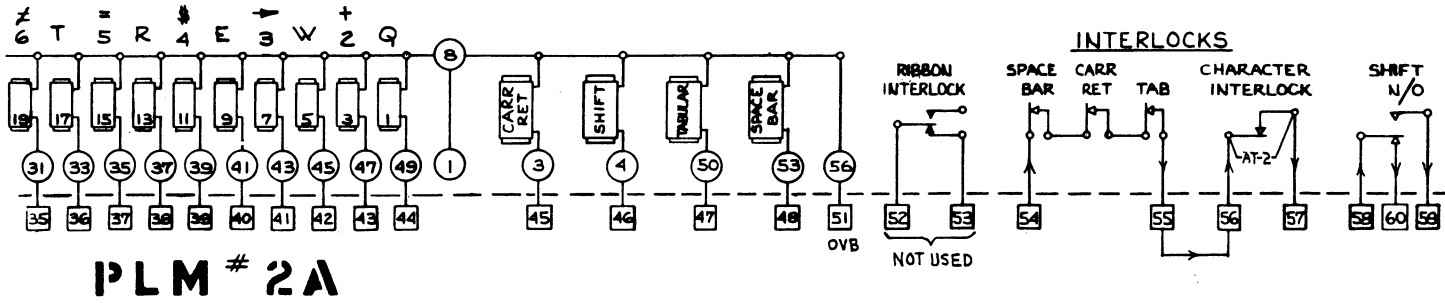 ≠ = $ → +
6 T 5 R 4 E 3 W 2 Q
8
INTERLOCKS
RIBBON INTERLOCK
SPACE BAR
CARR RET
TAB
CHARACTER INTERLOCK
SHIFT N/O
19 17 15 13 11 9 7 5 3 1
CARR RET
SHIFT
TABULAR
SPACE BAR
AT-2
31 33 35 37 39 41 43 45 47 49 1 3 4 50 53 56
35 36 37 38 39 40 41 42 43 44 45 46 47 48 51 52 53 54 55 56 57 58 60 59
OVB
NOT USED
PLM # 2A